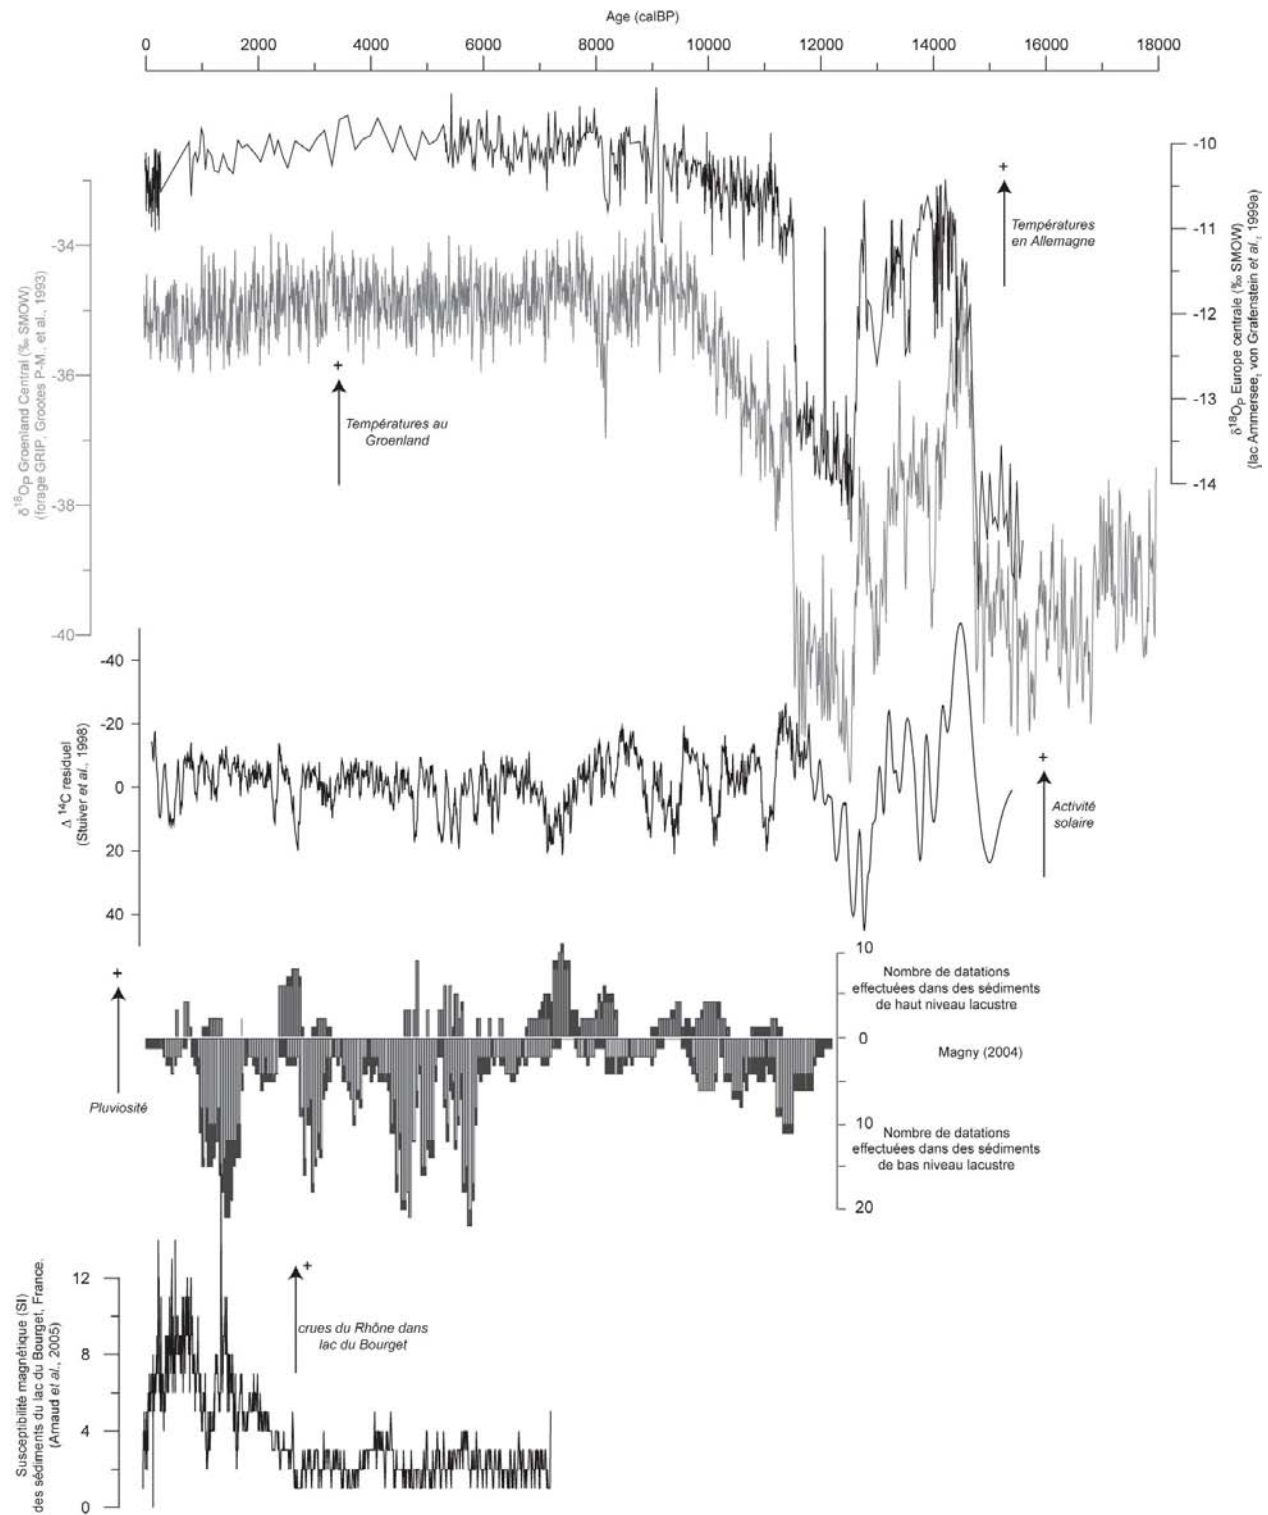 Age (calBP)
0 2000 4000 6000 8000 10000 12000 14000 16000 18000
-10
-11
-12
-13
-14
δ18OP Europe centrale (‰ SMOW)
(lac Ammersee, von Grafenstein et al., 1999a)
+
Températures
en Allemagne
-34
-36
-38
-40
δ18OP Groenland Central (‰ SMOW)
(forage GRIP, Grootes P-M., et al., 1993)
+
Températures au
Groenland
-40
-20
0
20
40
Δ 14C residuel
(Stuiver et al., 1998)
+
Activité
solaire
+
Pluviosité
10
0
10
20
Nombre de datations
effectuées dans des sédiments
de haut niveau lacustre
Magny (2004)
Nombre de datations
effectuées dans des sédiments
de bas niveau lacustre
12
8
4
0
Susceptibilité magnétique (SI)
des sédiments du lac du Bourget, France.
(Arnaud et al., 2005)
+
crues du Rhône dans
lac du Bourget